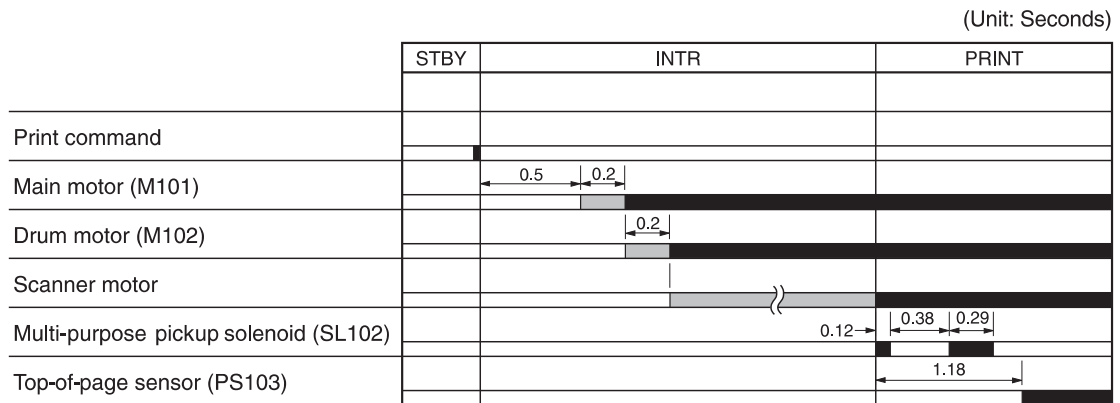 (Unit: Seconds)
STBY INTR PRINT
Print command
Main motor (M101) 0.5 0.2
Drum motor (M102) 0.2
Scanner motor
Multi-purpose pickup solenoid (SL102) 0.12 0.38 0.29
Top-of-page sensor (PS103) 1.18